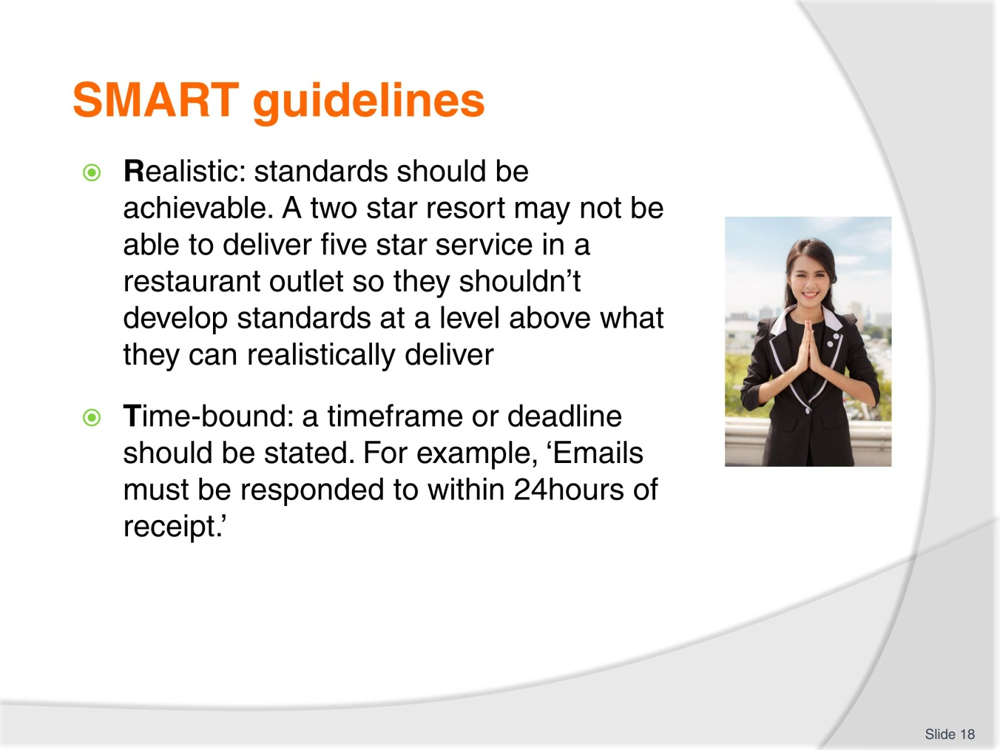 SMART guidelines
Realistic: standards should be
achievable. A two star resort may not be
able to deliver five star service in a
restaurant outlet so they shouldn’t
develop standards at a level above what
they can realistically deliver
Time-bound: a timeframe or deadline
should be stated. For example, ‘Emails
must be responded to within 24hours of
receipt.’
Slide 18